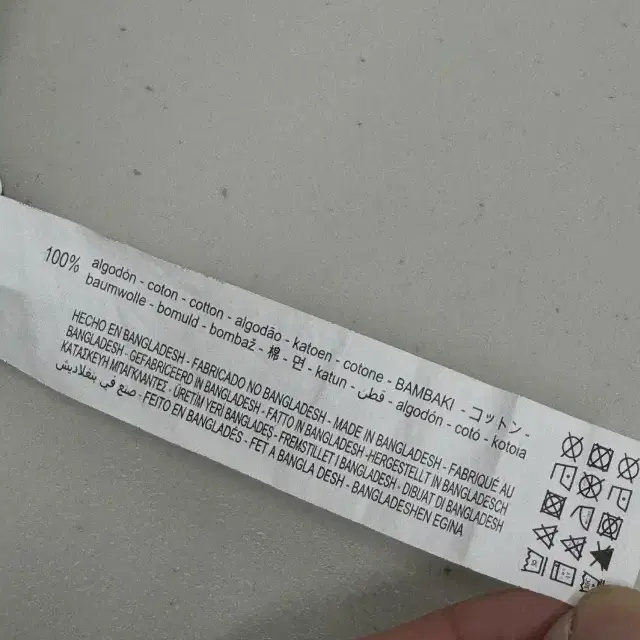 100% algodón - coton - cotton - algodão - katoen - cotone - BAMBAKI - コットン -
baumwolle - bomuld - bombaž - 棉 - 면 - katun - قطن - algodón - cotó - kotoia
HECHO EN BANGLADESH - FABRICADO NO BANGLADESH - MADE IN BANGLADESH - FABRIQUÉ AU
BANGLADESH - GEFABRICEERD IN BANGLADESH - FATTO IN BANGLADESH -HERGESTELLT IN BANGLADESCH
ΚΑΤΑΣΚΕΥΗ ΜΠΑΓΚΛΑΝΤΕΣ - ÜRETIM YERI BANGLADEŞ - FREMSTILLET I BANGLADESH - DIBUAT DI BANGLADESH
صنع في بنغلاديش - FEITO EN BANGLADÉS - FET A BANGLA DESH - BANGLADESHEN EGINA